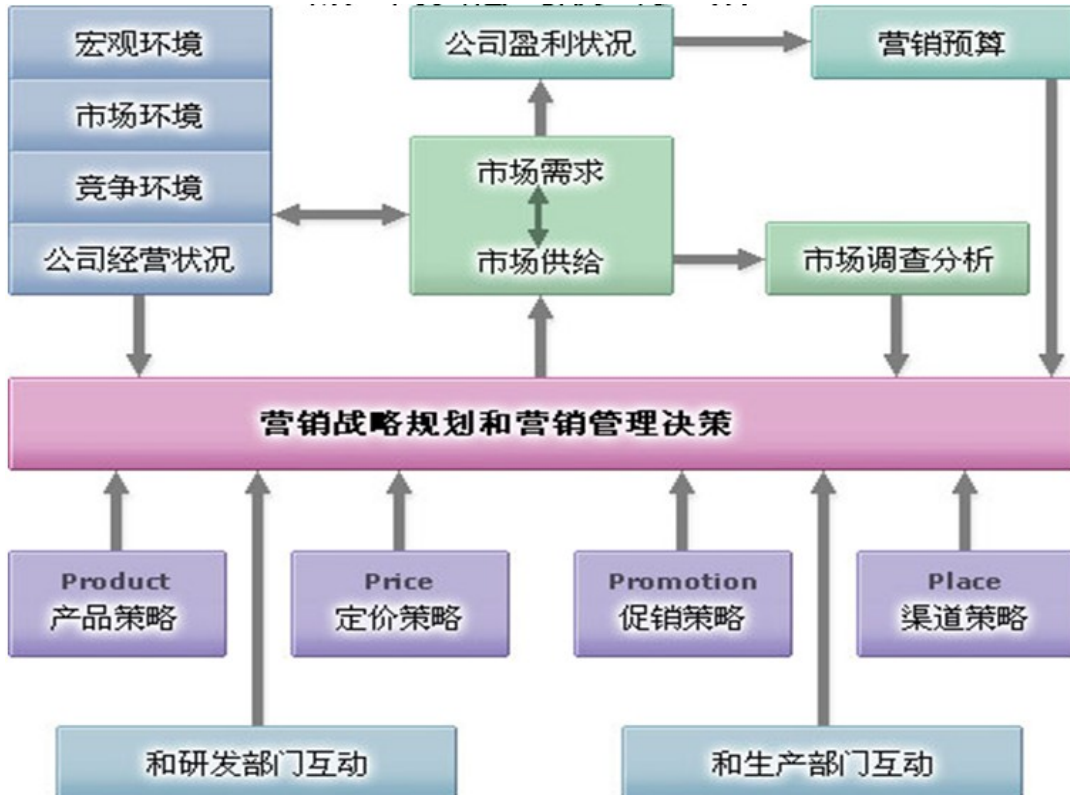 宏观环境
市场环境
竞争环境
公司经营状况
公司盈利状况
营销预算
市场需求
市场供给
市场调查分析
营销战略规划和营销管理决策
Product
产品策略
Price
定价策略
Promotion
促销策略
Place
渠道策略
和研发部门互动
和生产部门互动